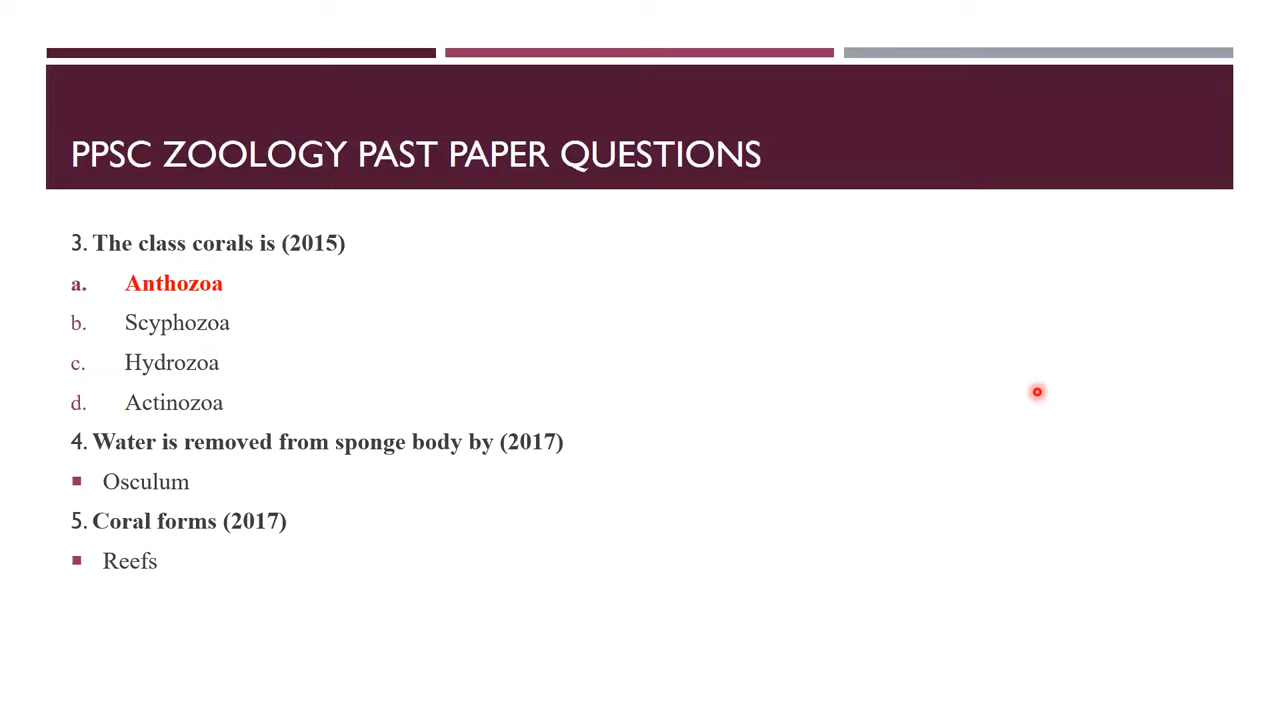 PPSC ZOOLOGY PAST PAPER QUESTIONS
3. The class corals is (2015)
a. Anthozoa
b. Scyphozoa
c. Hydrozoa
d. Actinozoa
4. Water is removed from sponge body by (2017)
▪ Osculum
5. Coral forms (2017)
▪ Reefs